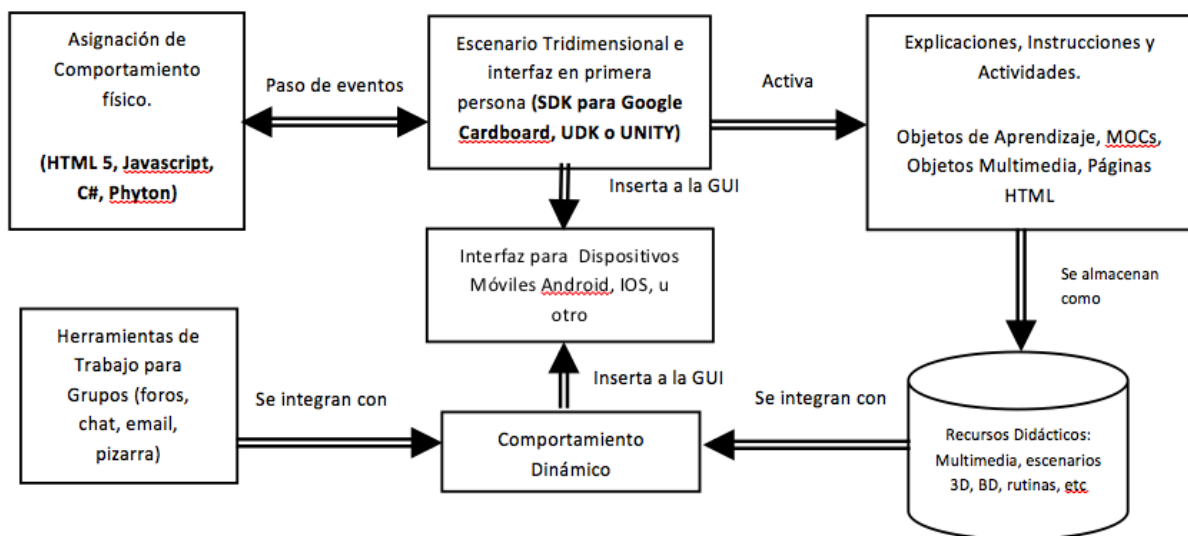 Asignación de
Comportamiento
físico.
(HTML 5, Javascript,
C#, Phyton)
Paso de eventos
Escenario Tridimensional e
interfaz en primera
persona (SDK para Google
Cardboard, UDK o UNITY)
Activa
Explicaciones, Instrucciones y
Actividades.
Objetos de Aprendizaje, MOCs,
Objetos Multimedia, Páginas
HTML
Inserta a la GUI
Interfaz para Dispositivos
Móviles Android, IOS, u
otro
Se almacenan
como
Herramientas de
Trabajo para
Grupos (foros,
chat, email,
pizarra)
Se integran con
Inserta a la GUI
Comportamiento
Dinámico
Se integran con
Recursos Didácticos:
Multimedia, escenarios
3D, BD, rutinas, etc